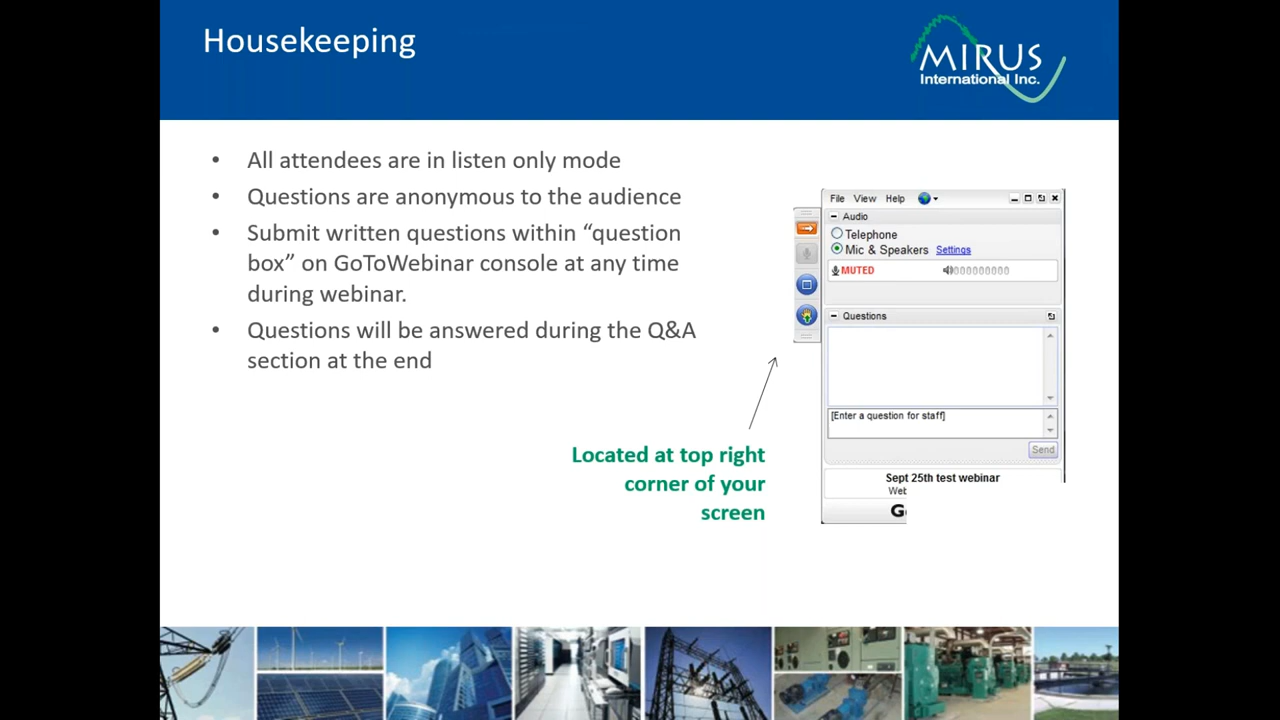 Housekeeping
MIRUS
International Inc.
• All attendees are in listen only mode
• Questions are anonymous to the audience
• Submit written questions within “question
box” on GoToWebinar console at any time
during webinar.
• Questions will be answered during the Q&A
section at the end
Located at top right
corner of your
screen
File View Help
Audio
Telephone
Mic & Speakers Settings
MUTED
Questions
[Enter a question for staff]
Send
Sept 25th test webinar
Web
G